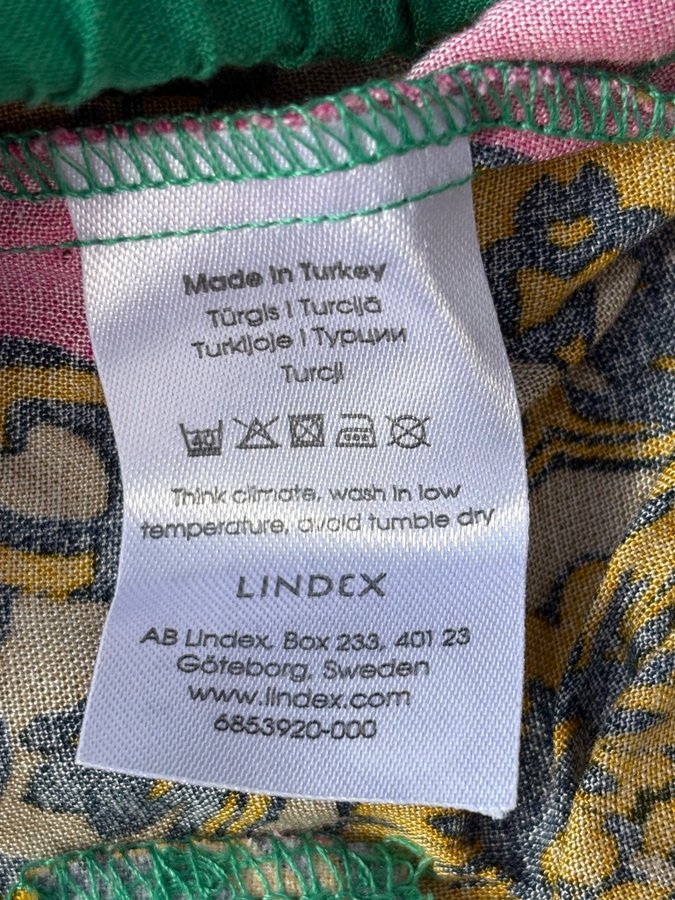 Made in Turkey
Türgis | Turcijā
Turkijoje | Турции
Turcji
40
Think climate, wash in low
temperature, avoid tumble dry
LINDEX
AB Lindex, Box 233, 401 23
Göteborg, Sweden
www.lindex.com
6853920-000